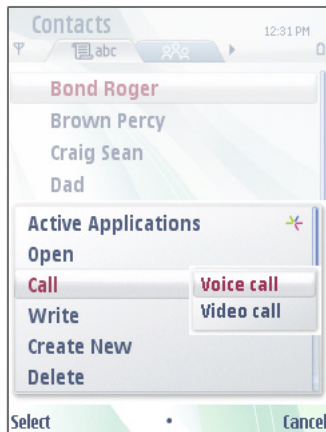 Contacts
12:31 PM
abc
Bond Roger
Brown Percy
Craig Sean
Dad
Active Applications
Open
Call
Voice call
Video call
Write
Create New
Delete
Select
Cancel